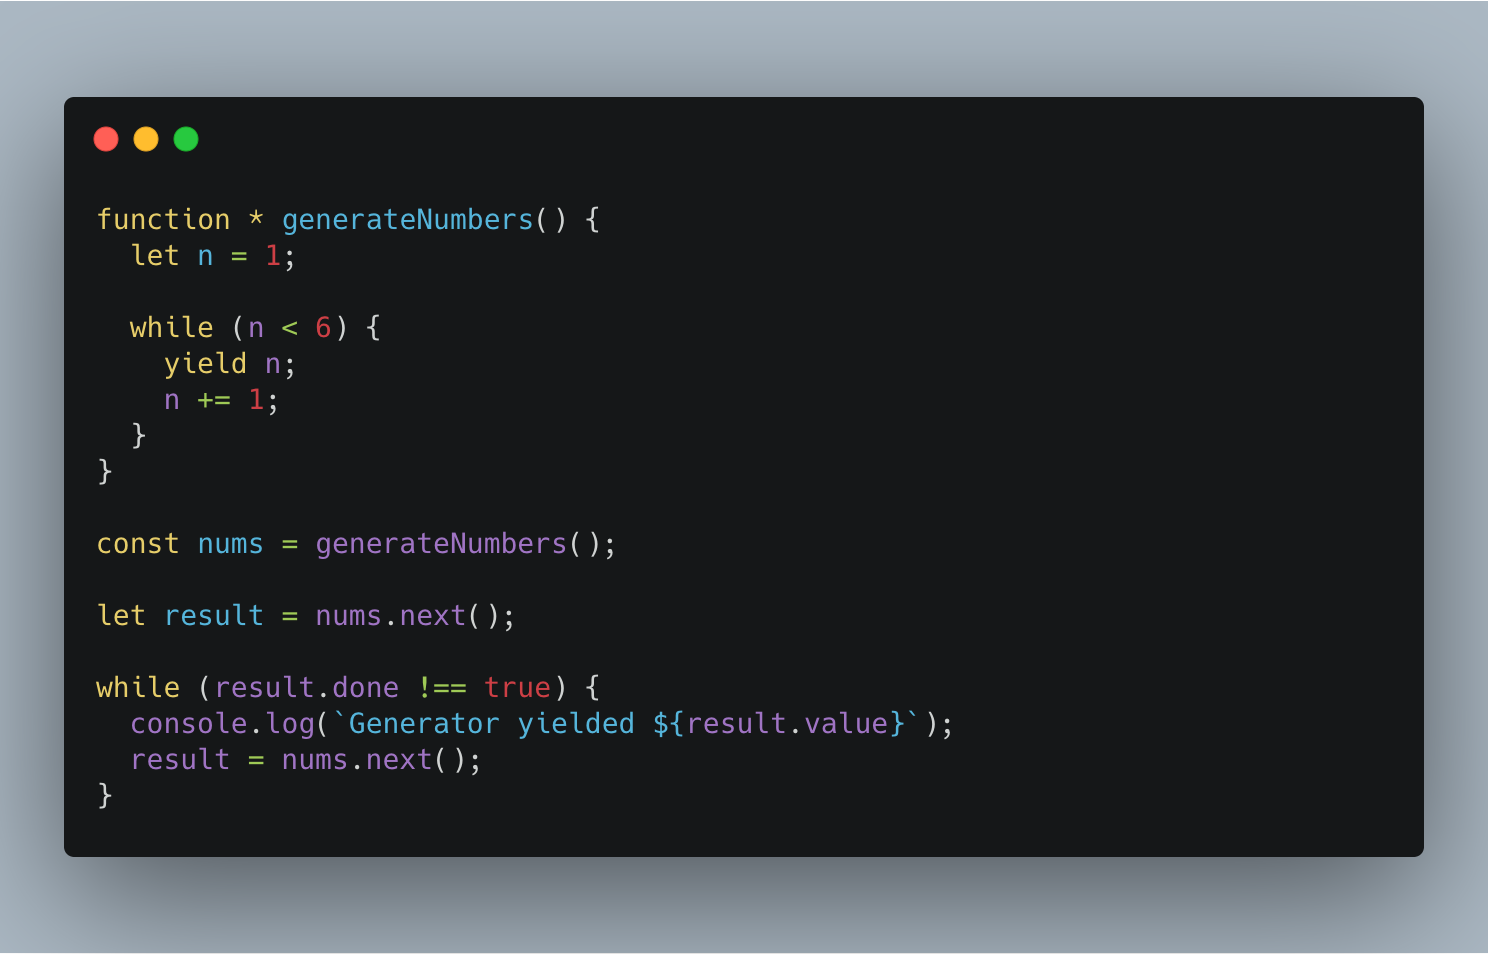 function * generateNumbers() {
  let n = 1;

  while (n < 6) {
    yield n;
    n += 1;
  }
}

const nums = generateNumbers();

let result = nums.next();

while (result.done !== true) {
  console.log(`Generator yielded ${result.value}`);
  result = nums.next();
}